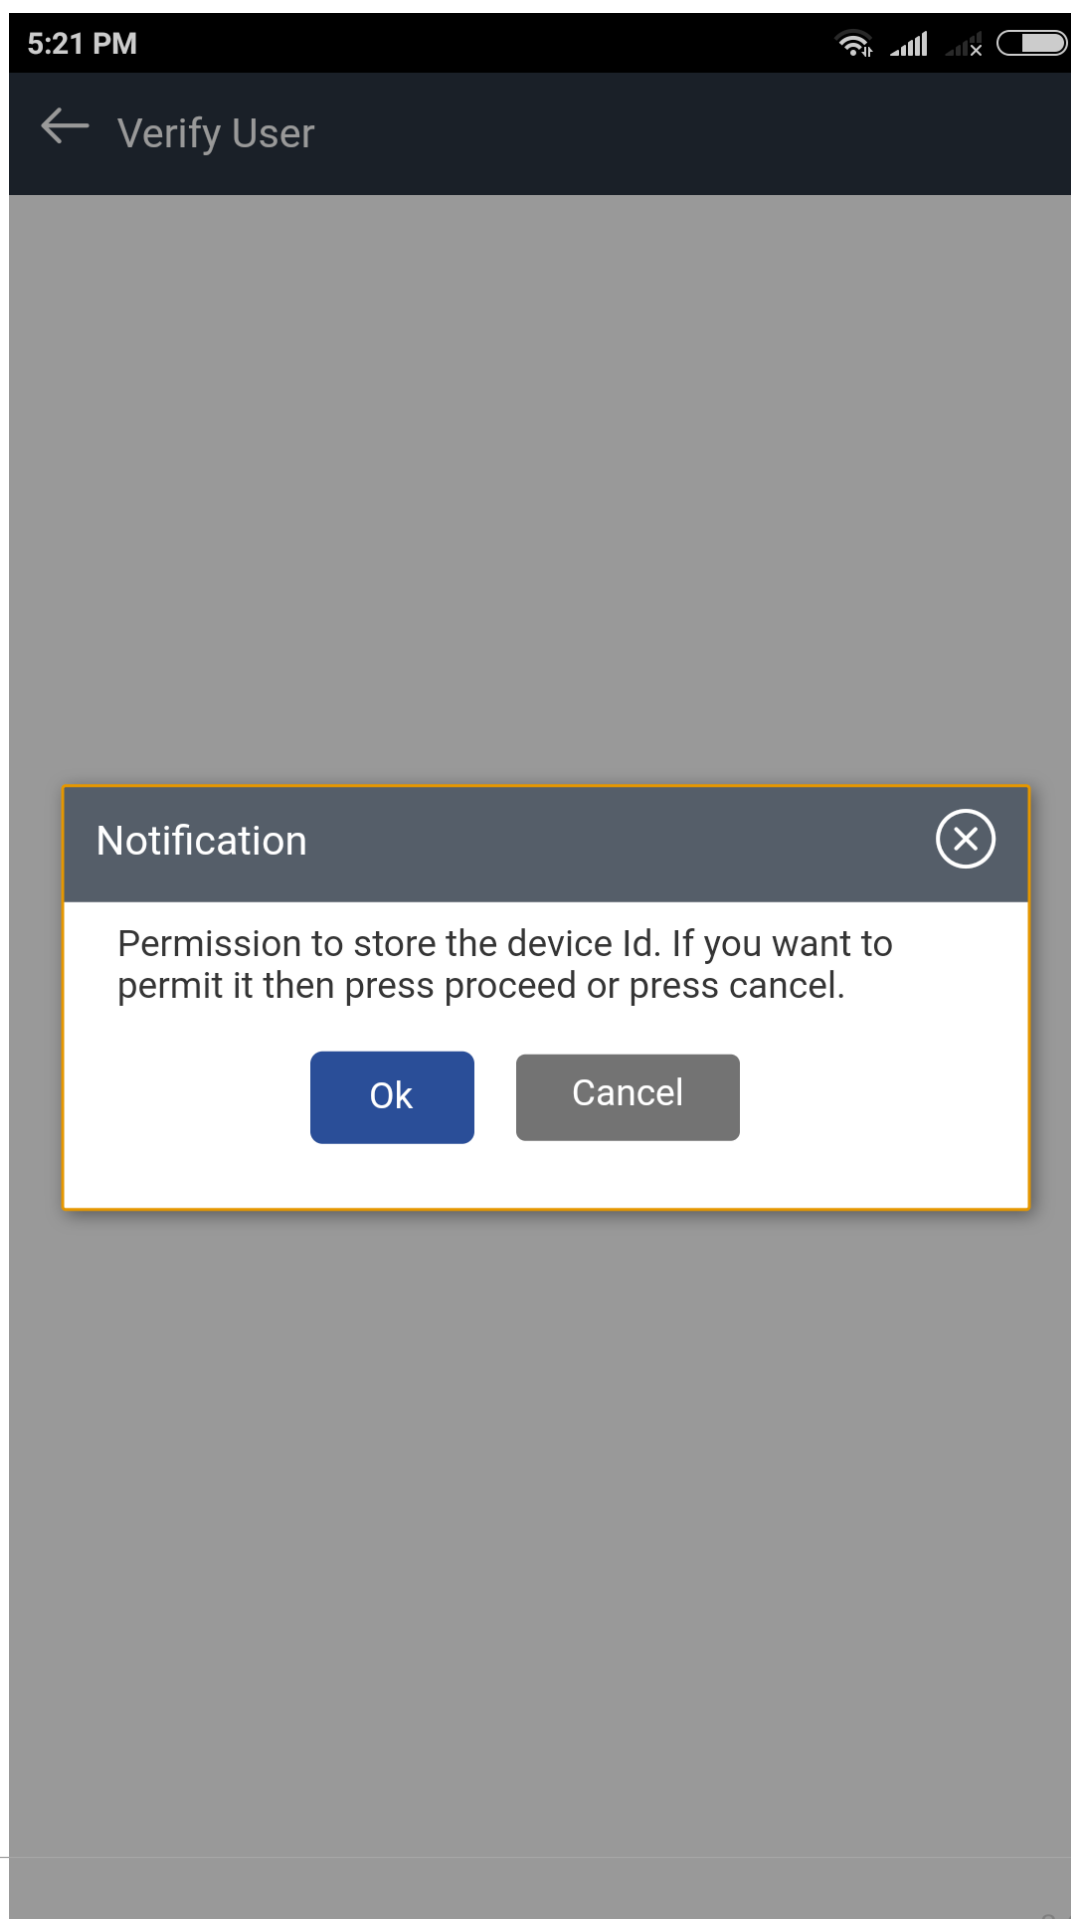 5:21 PM
Verify User
Notification
Permission to store the device Id. If you want to
permit it then press proceed or press cancel.
Ok
Cancel